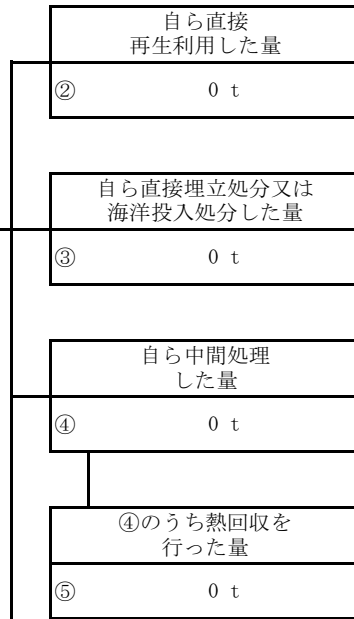 自ら直接
再生利用した量
② 0 t
自ら直接埋立処分又は
海洋投入処分した量
③ 0 t
自ら中間処理
した量
④ 0 t
④のうち熱回収を
行った量
⑤ 0 t